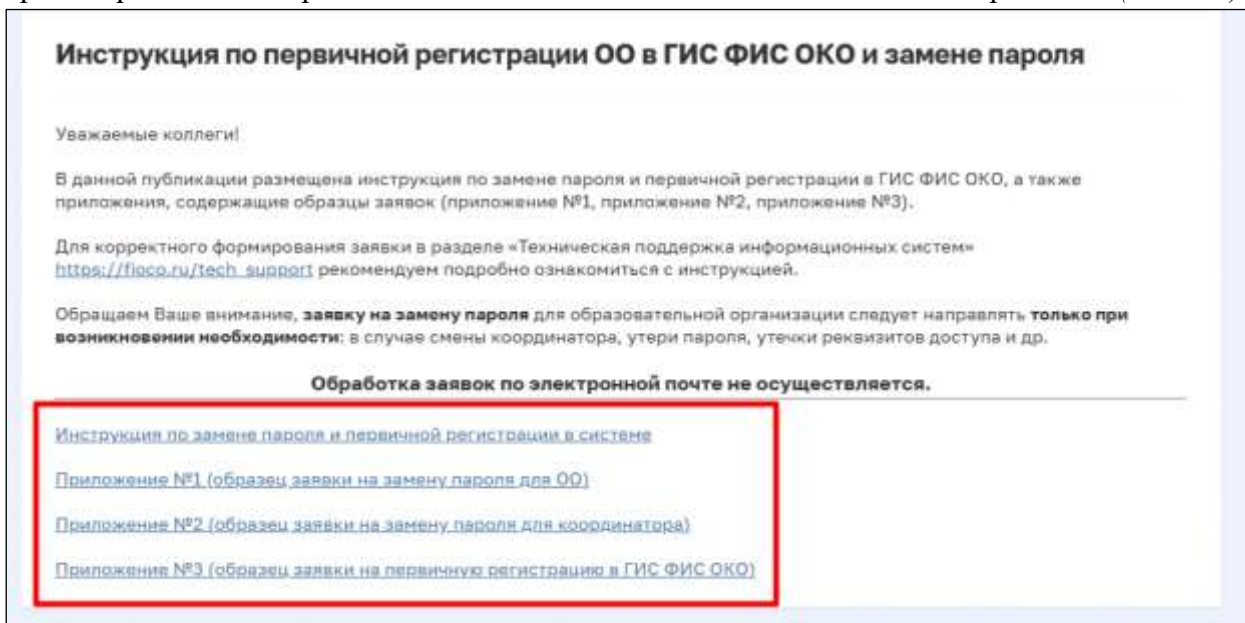 Инструкция по первичной регистрации ОО в ГИС ФИС ОКО и замене пароля
Уважаемые коллеги!
В данной публикации размещена инструкция по замене пароля и первичной регистрации в ГИС ФИС ОКО, а также
приложения, содержащие образцы заявок (приложение №1, приложение №2, приложение №3).
Для корректного формирования заявки в разделе «Техническая поддержка информационных систем»
https://fioco.ru/tech_support рекомендуем подробно ознакомиться с инструкцией.
Обращаем Ваше внимание, заявку на замену пароля для образовательной организации следует направлять только при
возникновении необходимости: в случае смены координатора, утери пароля, утечки реквизитов доступа и др.
Обработка заявок по электронной почте не осуществляется.
Инструкция по замене пароля и первичной регистрации в системе
Приложение №1 (образец заявки на замену пароля для ОО)
Приложение №2 (образец заявки на замену пароля для координатора)
Приложение №3 (образец заявки на первичную регистрацию в ГИС ФИС ОКО)